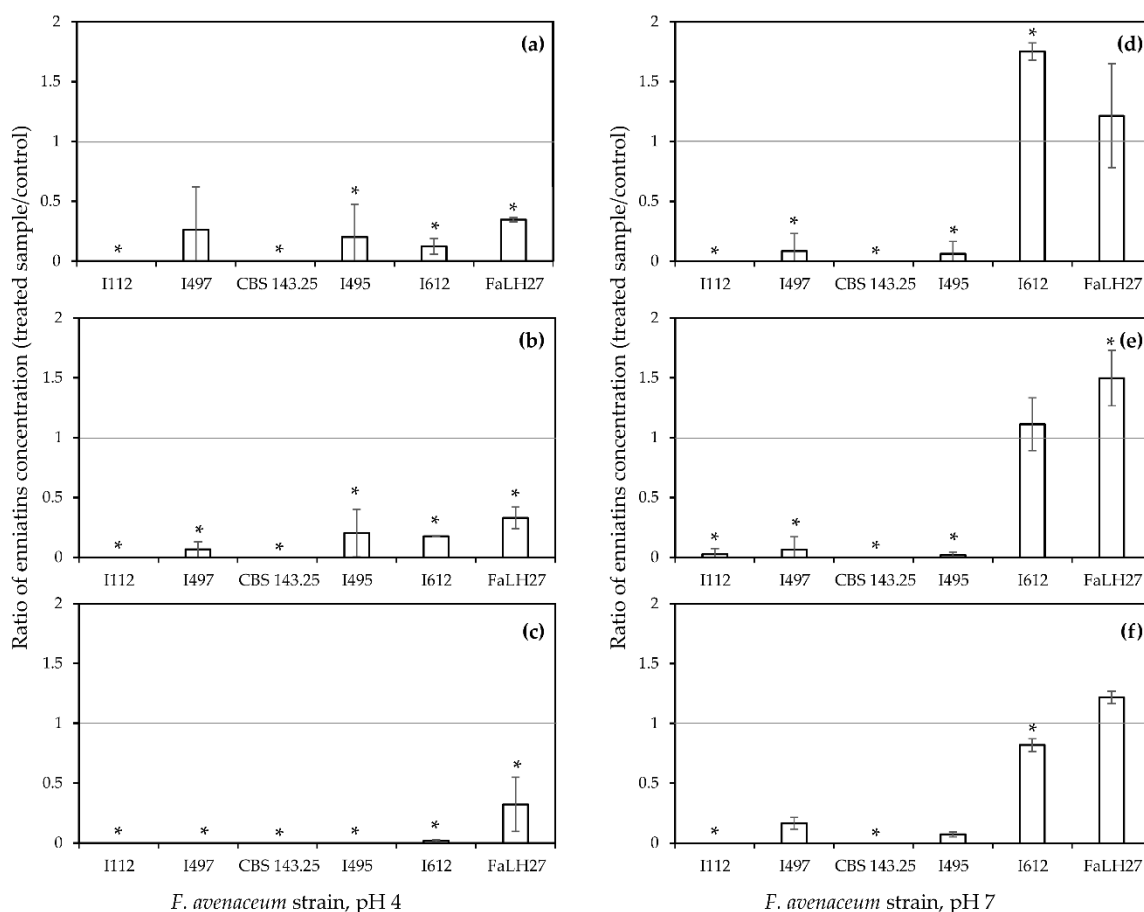 Ratio of enniatins concentration (treated sample/control)
2
1.5
1
0.5
0
(a)
* * * * *
I112 I497 CBS 143.25 I495 I612 FaLH27
2
1.5
1
0.5
0
(b)
* * * * * *
I112 I497 CBS 143.25 I495 I612 FaLH27
2
1.5
1
0.5
0
(c)
* * * * * *
I112 I497 CBS 143.25 I495 I612 FaLH27
F. avenaceum strain, pH 4
Ratio of enniatins concentration (treated sample/control)
2
1.5
1
0.5
0
(d)
* * * * *
I112 I497 CBS 143.25 I495 I612 FaLH27
2
1.5
1
0.5
0
(e)
* * * * *
I112 I497 CBS 143.25 I495 I612 FaLH27
2
1.5
1
0.5
0
(f)
* * *
I112 I497 CBS 143.25 I495 I612 FaLH27
F. avenaceum strain, pH 7